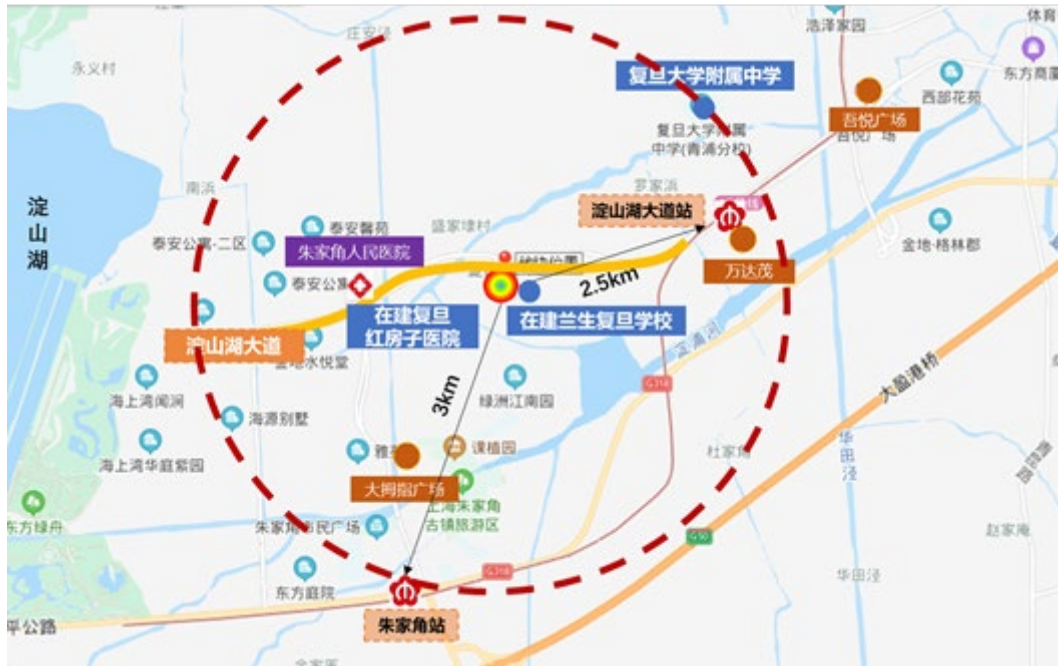 浩泽家园
体育
庄安泾
永义村
东方商厦
西部花苑
复旦大学附属中学
吾悦广场
吾悦广场
复旦大学附属
中学(青浦分校)
南浜
罗家浜
淀山湖
淀山湖大道站
盛家埭村
泰安馨苑
泰安公寓-二区
朱家角人民医院
金地·格林郡
万达茂
泰安公寓
2.5km
在建复旦
红房子医院
在建兰生复旦学校
淀山湖大道
金地水悦堂
G318
大盈港桥
3km
海上湾闻涧
绿洲江南园
海源别墅
课植园
杜家角
华田泾
海上湾华庭紫园
大拇指广场
上海朱家角
古镇旅游区
东方绿舟
朱家角市民广场
G50
赵家庵
G318
华田泾
东方庭院
朱家角站
平公路